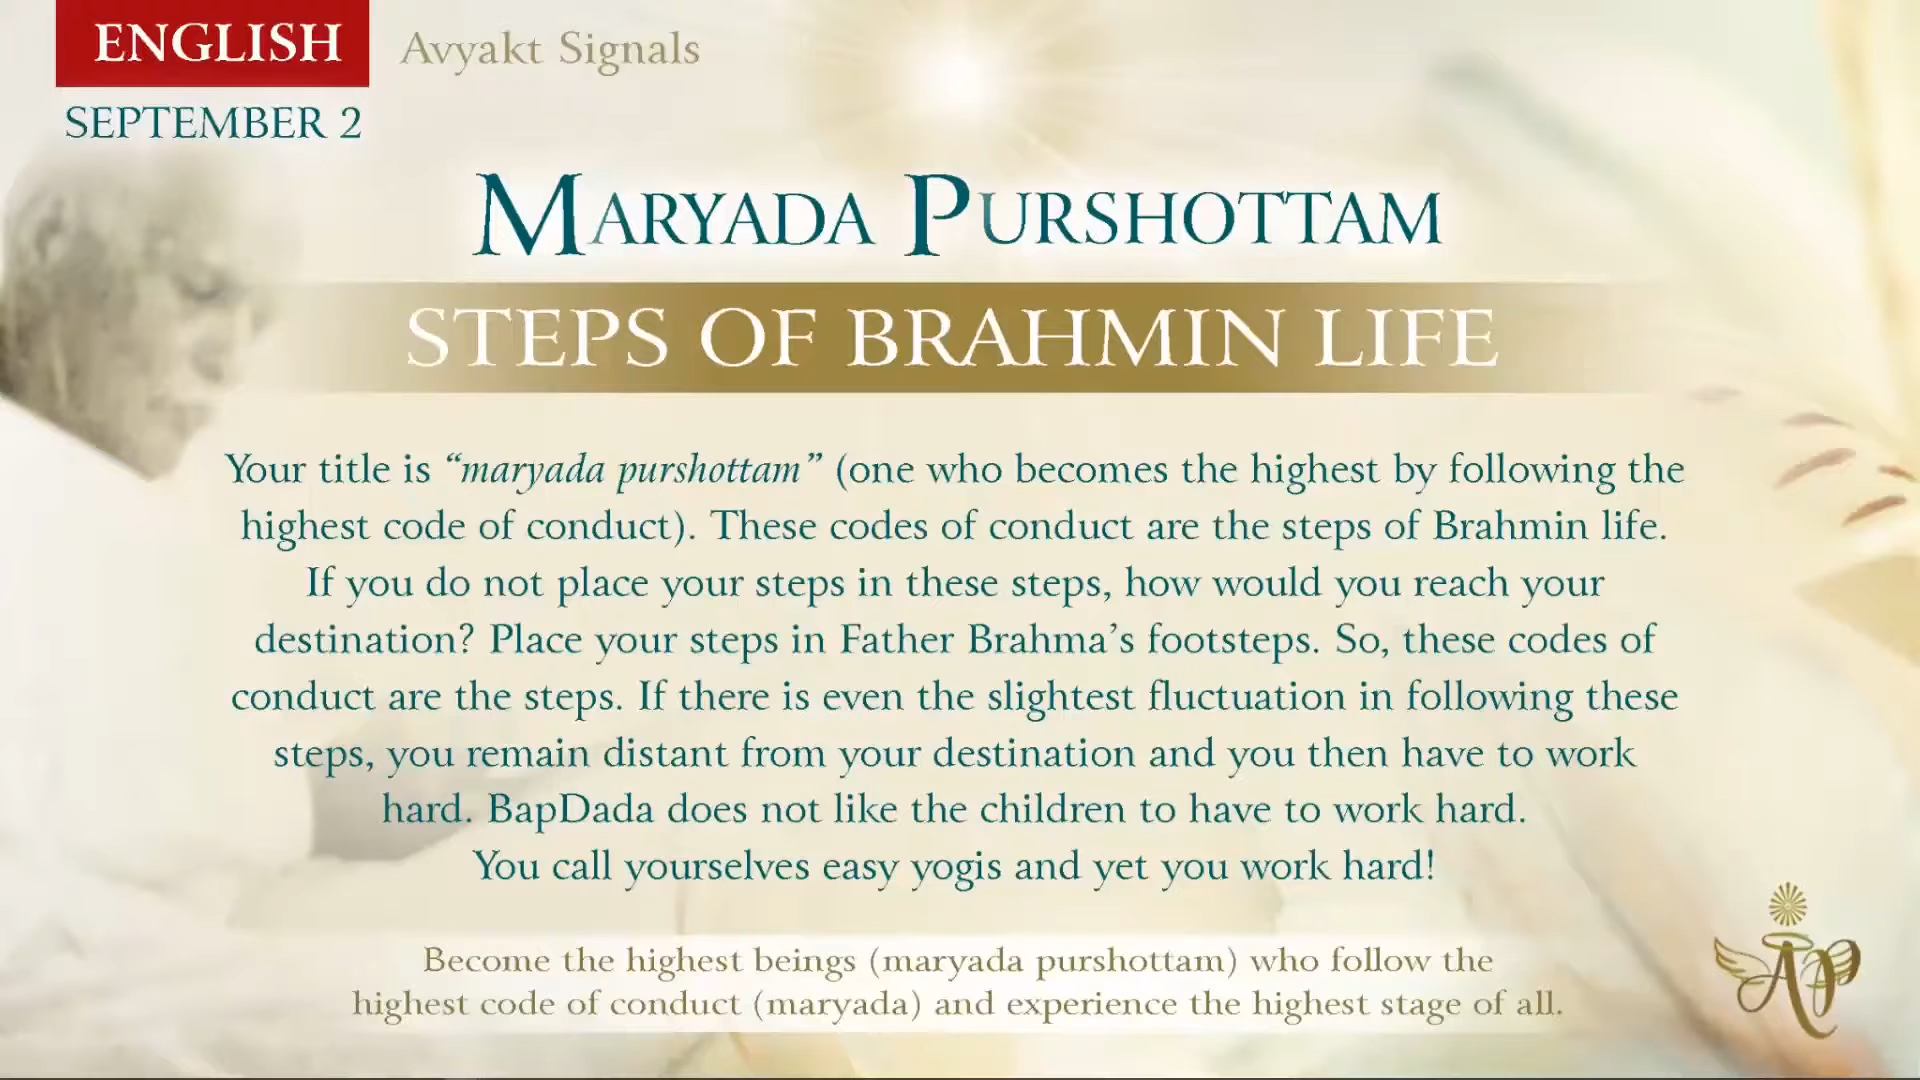 ENGLISH
Avyakt Signals
SEPTEMBER 2
MARYADA PURSHOTTAM
STEPS OF BRAHMIN LIFE
Your title is “maryada purshottam” (one who becomes the highest by following the
highest code of conduct). These codes of conduct are the steps of Brahmin life.
If you do not place your steps in these steps, how would you reach your
destination? Place your steps in Father Brahma’s footsteps. So, these codes of
conduct are the steps. If there is even the slightest fluctuation in following these
steps, you remain distant from your destination and you then have to work
hard. BapDada does not like the children to have to work hard.
You call yourselves easy yogis and yet you work hard!
Become the highest beings (maryada purshottam) who follow the
highest code of conduct (maryada) and experience the highest stage of all.
AP